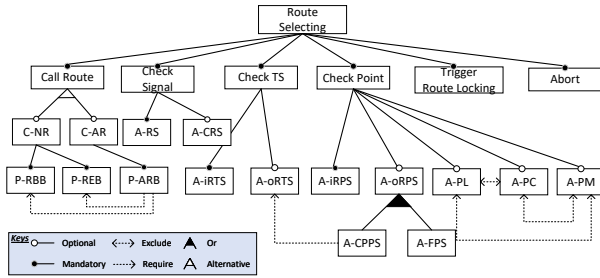 Route
Selecting
Call Route
Check
Signal
Check TS
Check Point
Trigger
Route Locking
Abort
C-NR
C-AR
A-RS
A-CRS
P-RBB
P-REB
P-ARB
A-iRTS
A-oRTS
A-iRPS
A-oRPS
A-PL
A-PC
A-PM
A-CPPS
A-FPS
Keys
Optional
Exclude
Or
Mandatory
Require
Alternative